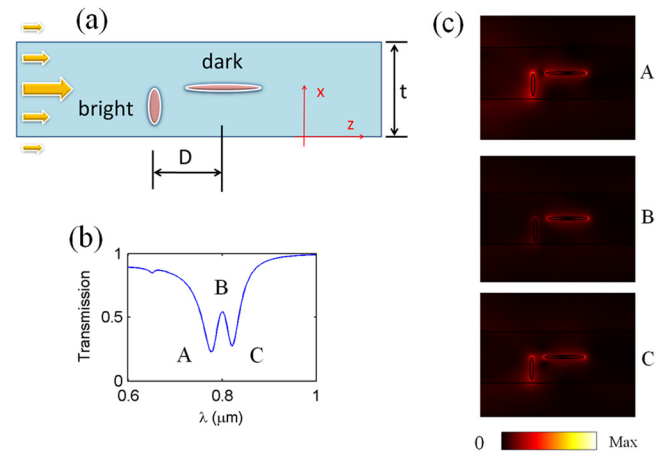 (a)
dark
bright
x
z
t
D
(b)
Transmission
1
0.5
0
A
B
C
0.6
0.8
1
λ (μm)
(c)
A
B
C
0
Max